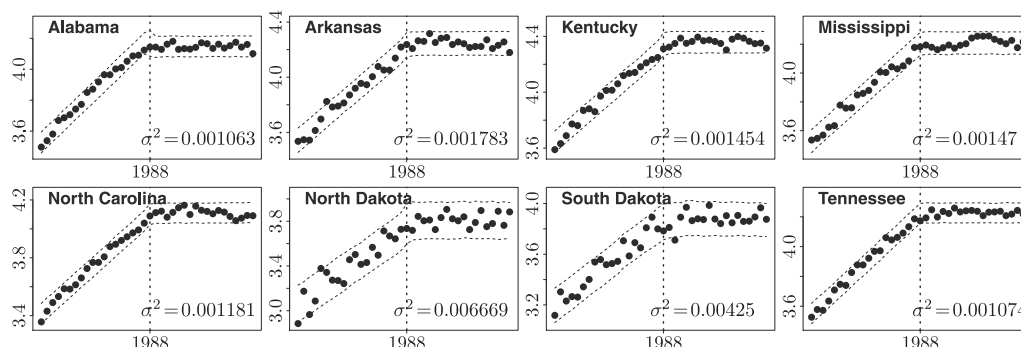 Alabama
4.0
3.6
σ² = 0.001063
1988
Arkansas
4.4
4.0
3.6
σ² = 0.001783
1988
Kentucky
4.4
4.0
3.6
σ² = 0.001454
1988
Mississippi
4.0
3.6
σ² = 0.00147
1988
North Carolina
4.2
3.8
3.4
σ² = 0.001181
1988
North Dakota
3.8
3.4
3.0
σ² = 0.006669
1988
South Dakota
4.0
3.6
3.2
σ² = 0.00425
1988
Tennessee
4.0
3.6
σ² = 0.001074
1988